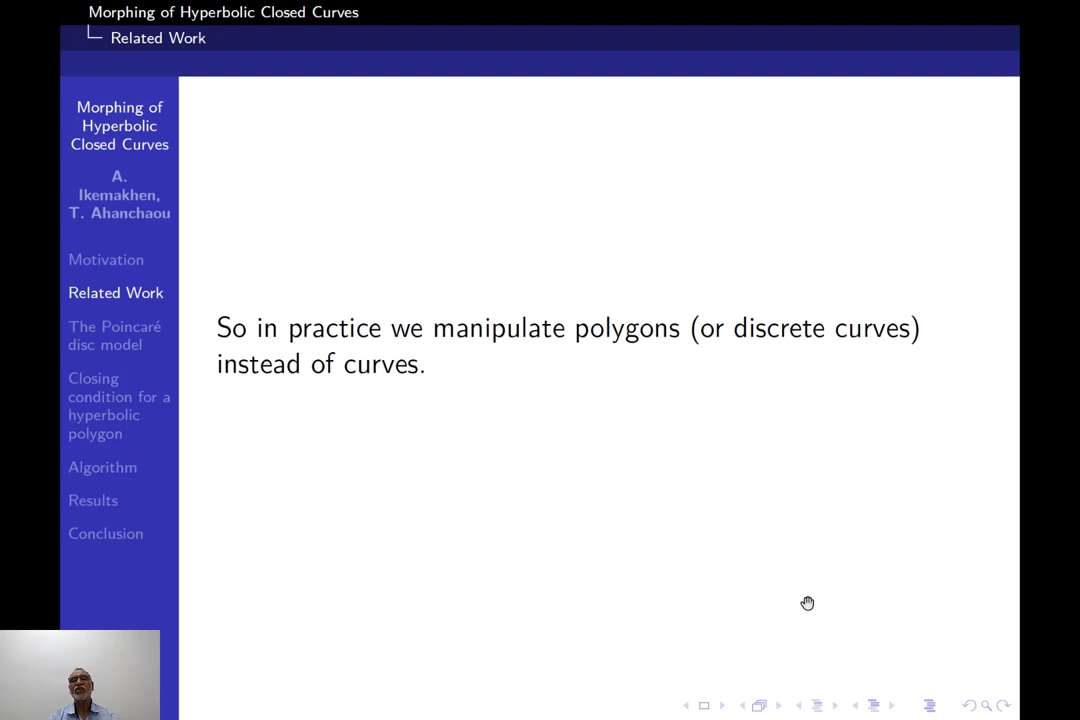 Morphing of Hyperbolic Closed Curves
Related Work
Morphing of
Hyperbolic
Closed Curves
A.
Ikemakhen,
T. Ahanchaou
Motivation
Related Work
The Poincaré
disc model
Closing
condition for a
hyperbolic
polygon
Algorithm
Results
Conclusion
So in practice we manipulate polygons (or discrete curves)
instead of curves.